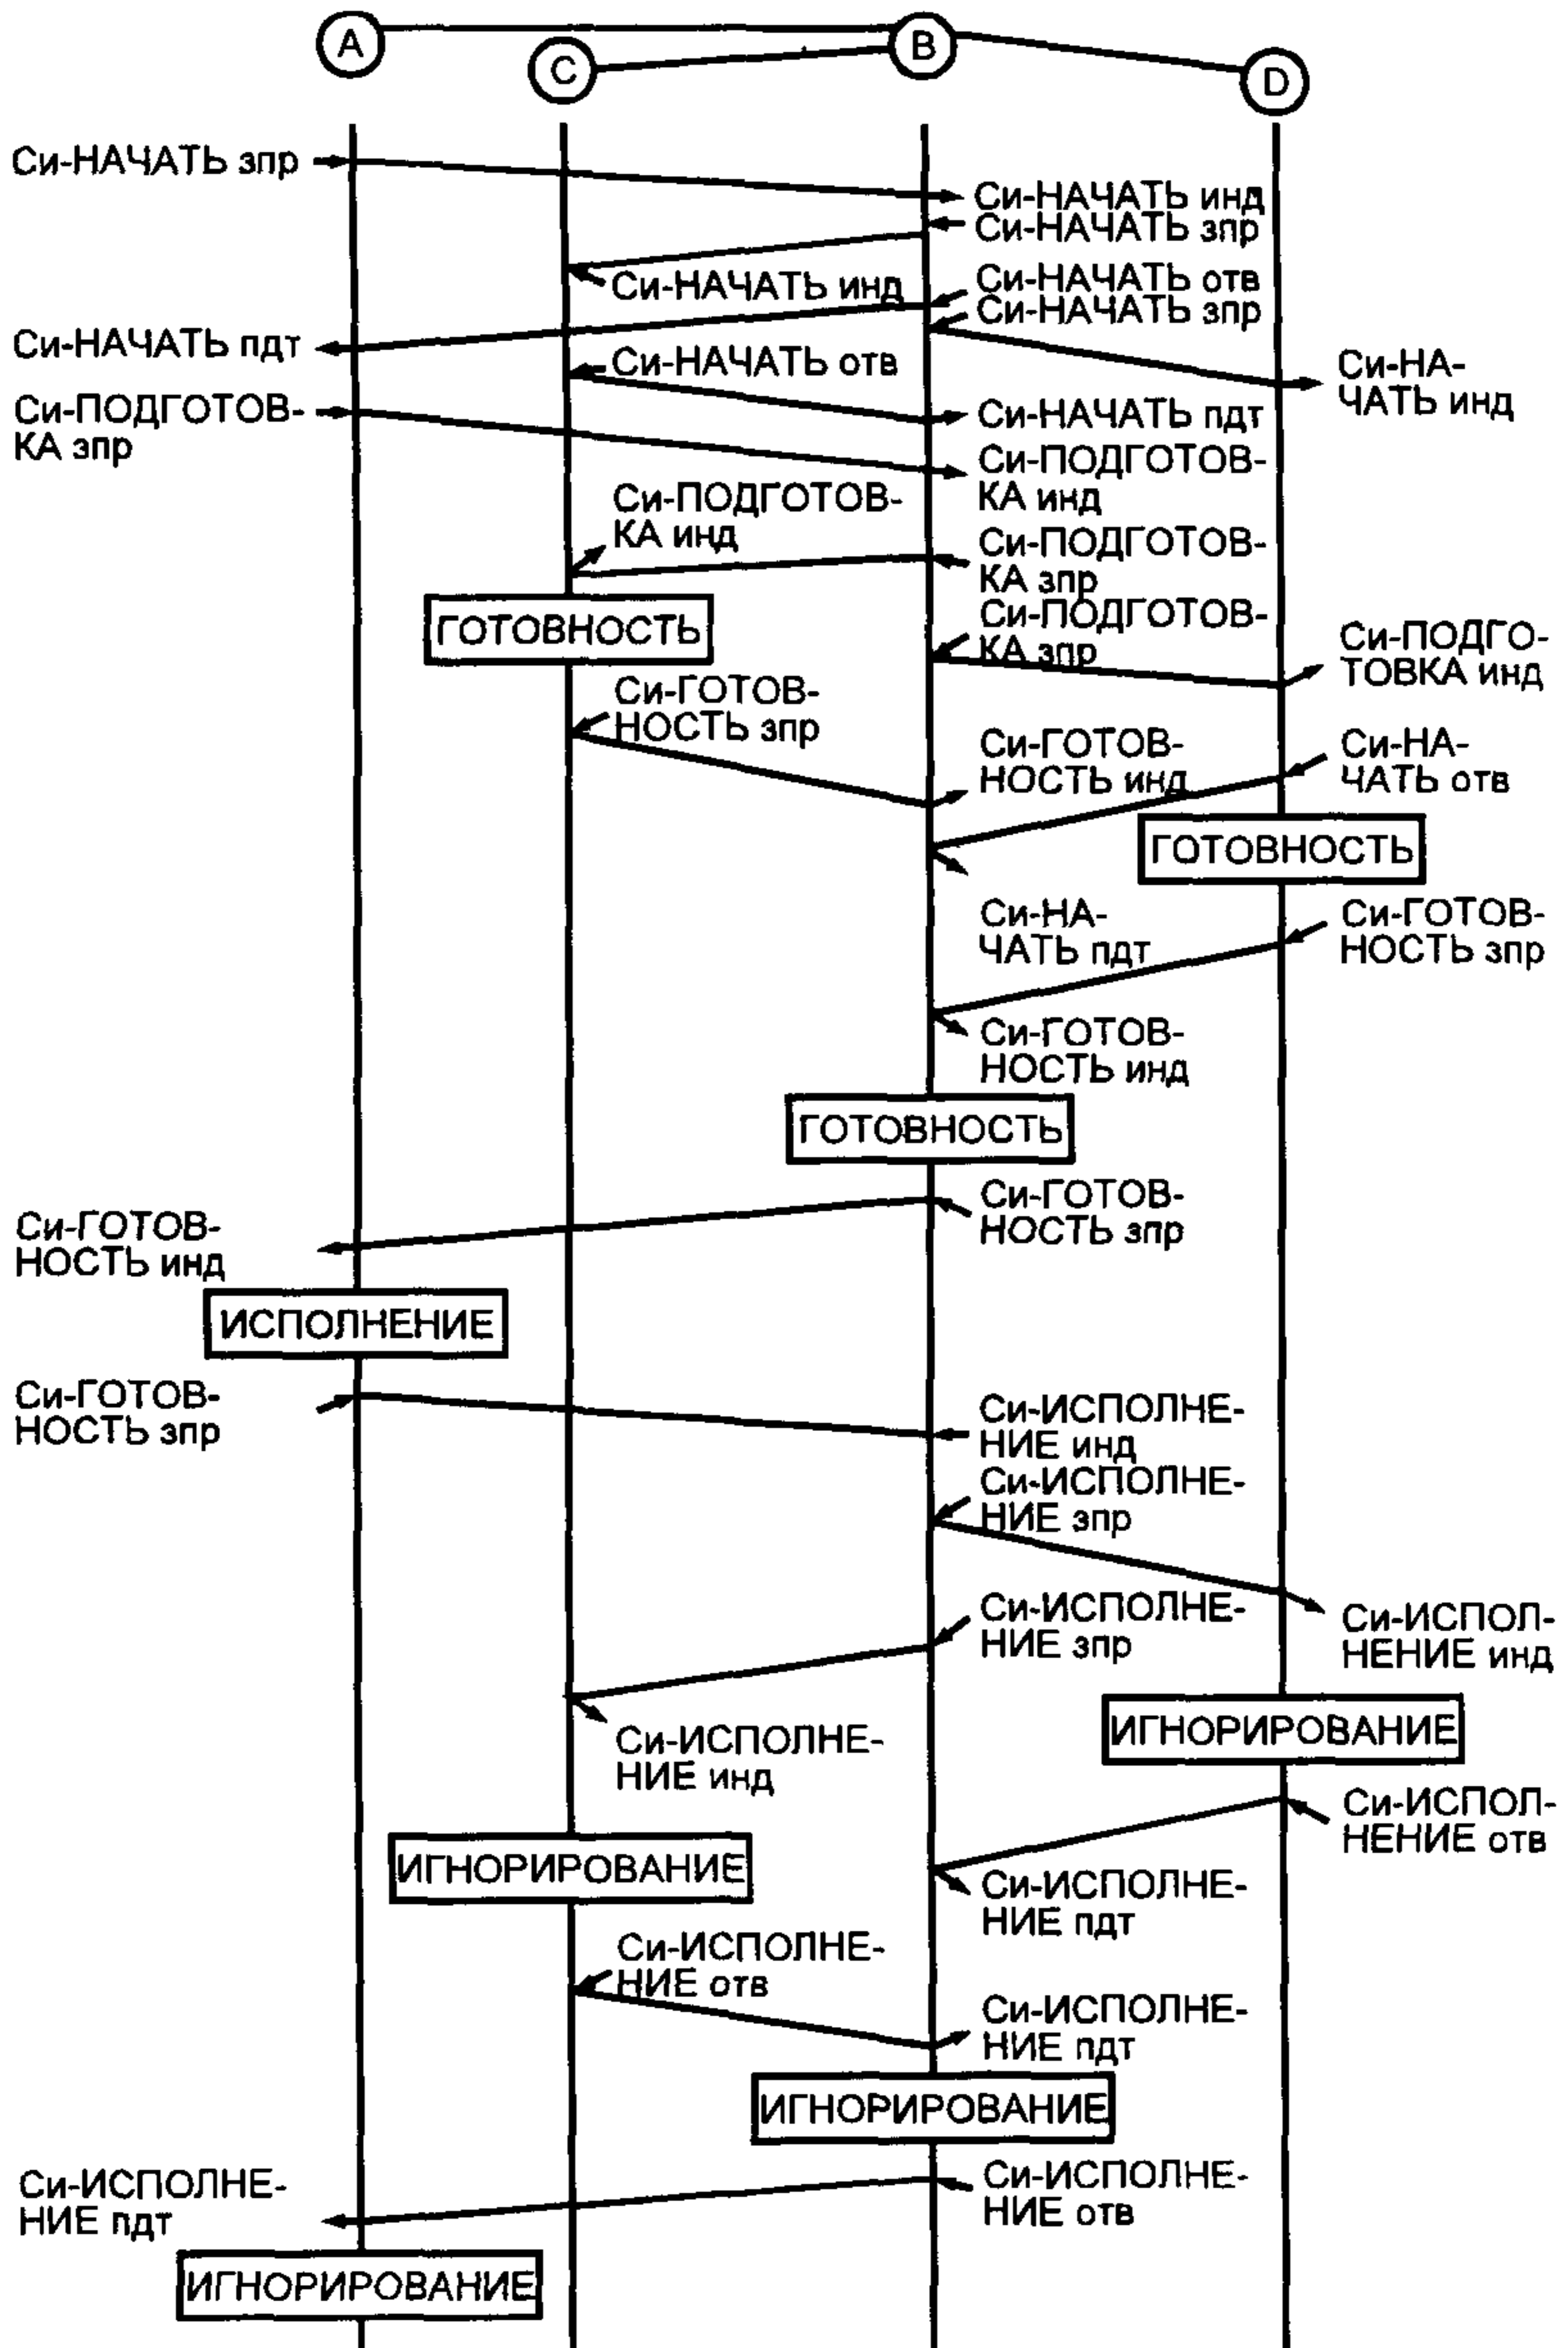 A
C
B
D
Си-НАЧАТЬ зпр
Си-НАЧАТЬ инд
Си-НАЧАТЬ зпр
Си-НАЧАТЬ инд
Си-НАЧАТЬ отв
Си-НАЧАТЬ зпр
Си-НАЧАТЬ пдт
Си-НАЧАТЬ отв
Си-НА-
ЧАТЬ инд
Си-ПОДГОТОВ-
КА зпр
Си-НАЧАТЬ пдт
Си-ПОДГОТОВ-
КА инд
Си-ПОДГОТОВ-
КА инд
Си-ПОДГОТОВ-
КА зпр
ГОТОВНОСТЬ
Си-ПОДГОТОВ-
КА зпр
Си-ПОДГО-
ТОВКА инд
Си-ГОТОВ-
НОСТЬ зпр
Си-ГОТОВ-
НОСТЬ инд
Си-НА-
ЧАТЬ отв
ГОТОВНОСТЬ
Си-НА-
ЧАТЬ пдт
Си-ГОТОВ-
НОСТЬ зпр
Си-ГОТОВ-
НОСТЬ инд
ГОТОВНОСТЬ
Си-ГОТОВ-
НОСТЬ зпр
Си-ГОТОВ-
НОСТЬ инд
ИСПОЛНЕНИЕ
Си-ГОТОВ-
НОСТЬ зпр
Си-ИСПОЛНЕ-
НИЕ инд
Си-ИСПОЛНЕ-
НИЕ зпр
Си-ИСПОЛНЕ-
НИЕ зпр
Си-ИСПОЛ-
НЕНИЕ инд
ИГНОРИРОВАНИЕ
Си-ИСПОЛНЕ-
НИЕ инд
Си-ИСПОЛ-
НЕНИЕ отв
ИГНОРИРОВАНИЕ
Си-ИСПОЛНЕ-
НИЕ пдт
Си-ИСПОЛНЕ-
НИЕ отв
Си-ИСПОЛНЕ-
НИЕ пдт
ИГНОРИРОВАНИЕ
Си-ИСПОЛНЕ-
НИЕ отв
Си-ИСПОЛНЕ-
НИЕ пдт
ИГНОРИРОВАНИЕ